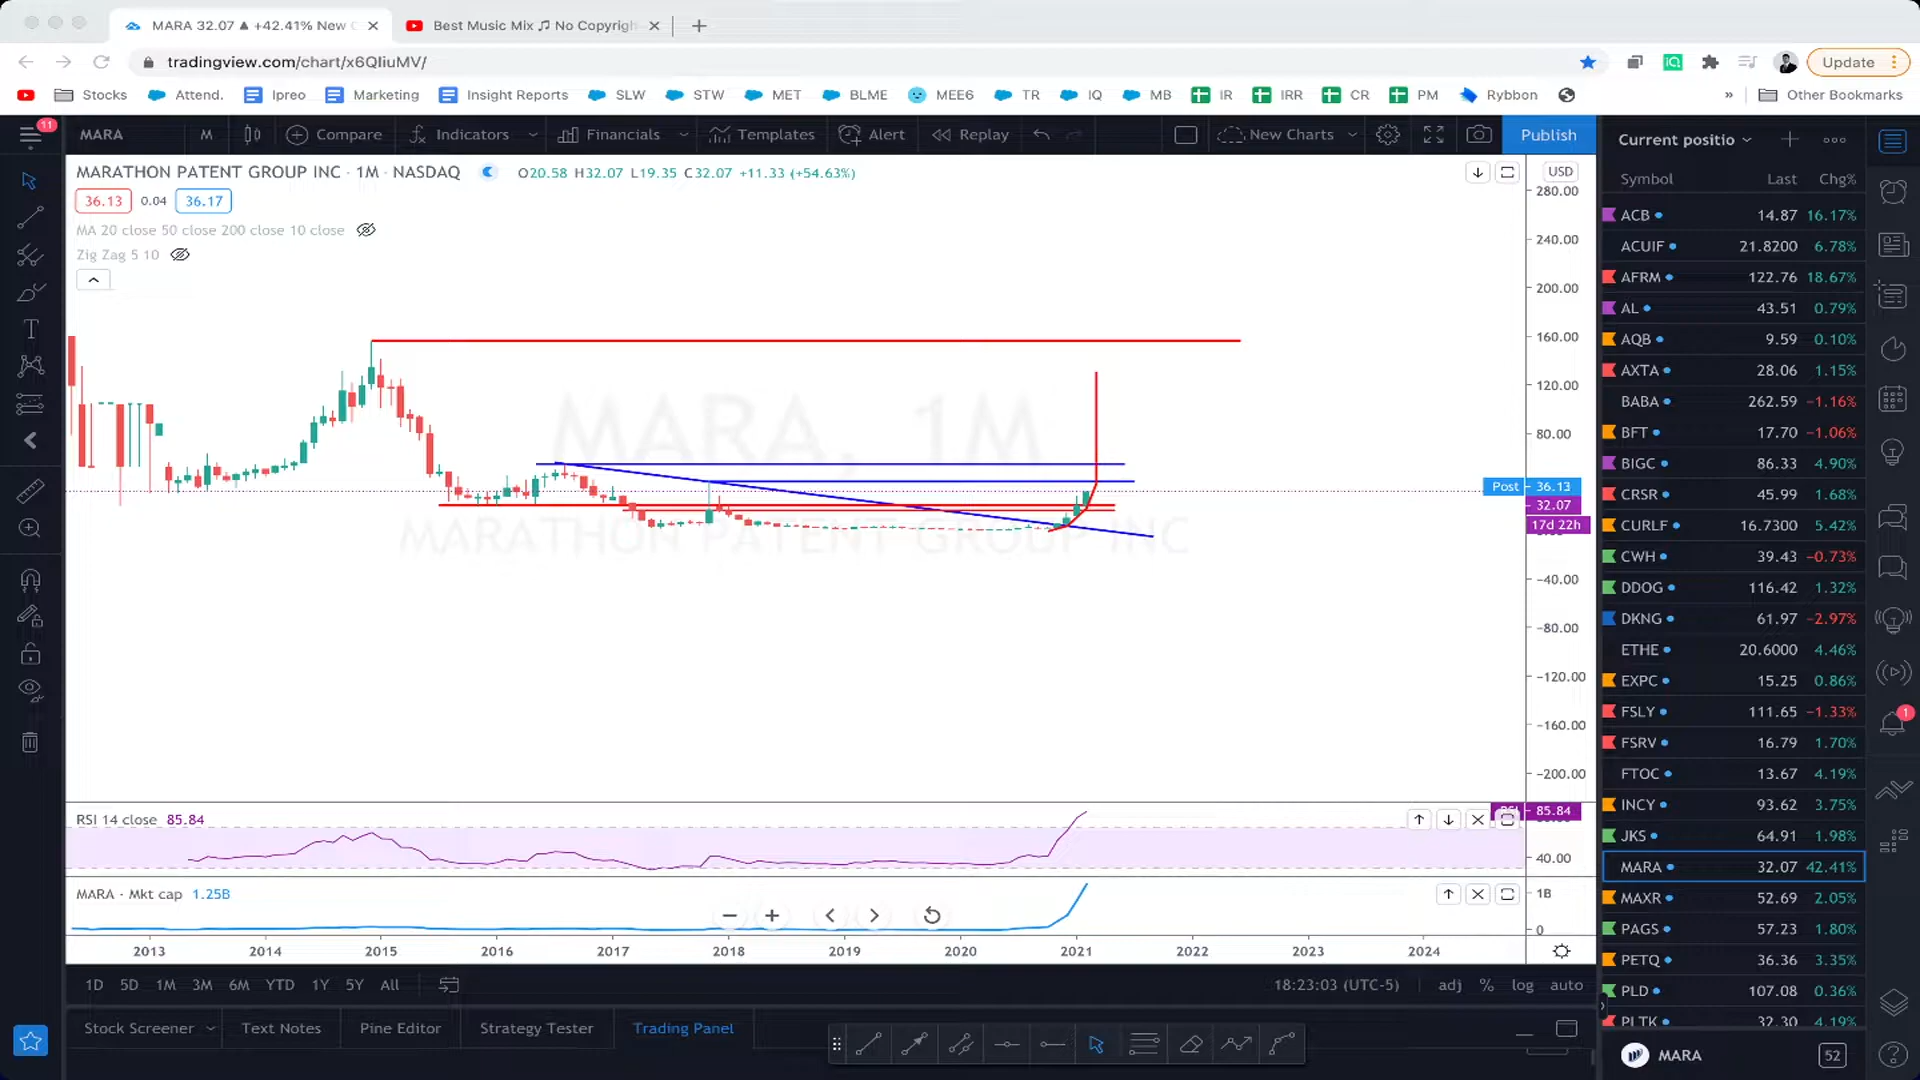 MARA 32.07 ▲ +42.41% New C
Best Music Mix ♫ No Copyrigh
tradingview.com/chart/x6QIiuMV/
Update
Stocks Attend. Ipreo Marketing Insight Reports SLW STW MET BLME MEE6 TR IQ MB IR IRR CR PM Rybbon » Other Bookmarks
11
MARA M Compare Indicators Financials Templates Alert Replay New Charts Publish
MARATHON PATENT GROUP INC · 1M · NASDAQ O20.58 H32.07 L19.35 C32.07 +11.33 (+54.63%)
36.13 0.04 36.17
MA 20 close 50 close 200 close 10 close
Zig Zag 5 10
MARA, 1M
MARATHON PATENT GROUP INC
USD
280.00
240.00
200.00
160.00
120.00
80.00
Post 36.13
32.07
17d 22h
-40.00
-80.00
-120.00
-160.00
-200.00
RSI 14 close 85.84
85.84
40.00
MARA · Mkt cap 1.25B
1B
0
2013 2014 2015 2016 2017 2018 2019 2020 2021 2022 2023 2024
1D 5D 1M 3M 6M YTD 1Y 5Y All
18:23:03 (UTC-5) adj % log auto
Stock Screener Text Notes Pine Editor Strategy Tester Trading Panel
Current positio
Symbol Last Chg%
ACB 14.87 16.17%
ACUIF 21.8200 6.78%
AFRM 122.76 18.67%
AL 43.51 0.79%
AQB 9.59 0.10%
AXTA 28.06 1.15%
BABA 262.59 −1.16%
BFT 17.70 −1.06%
BIGC 86.33 4.90%
CRSR 45.99 1.68%
CURLF 16.7300 5.42%
CWH 39.43 −0.73%
DDOG 116.42 1.32%
DKNG 61.97 −2.97%
ETHE 20.6000 4.46%
EXPC 15.25 0.86%
FSLY 111.65 −1.33%
FSRV 16.79 1.70%
FTOC 13.67 4.19%
INCY 93.62 3.75%
JKS 64.91 1.98%
MARA 32.07 42.41%
MAXR 52.69 2.05%
PAGS 57.23 1.80%
PETQ 36.36 3.35%
PLD 107.08 0.36%
PLTK 32.30 4.19%
MARA 52
1